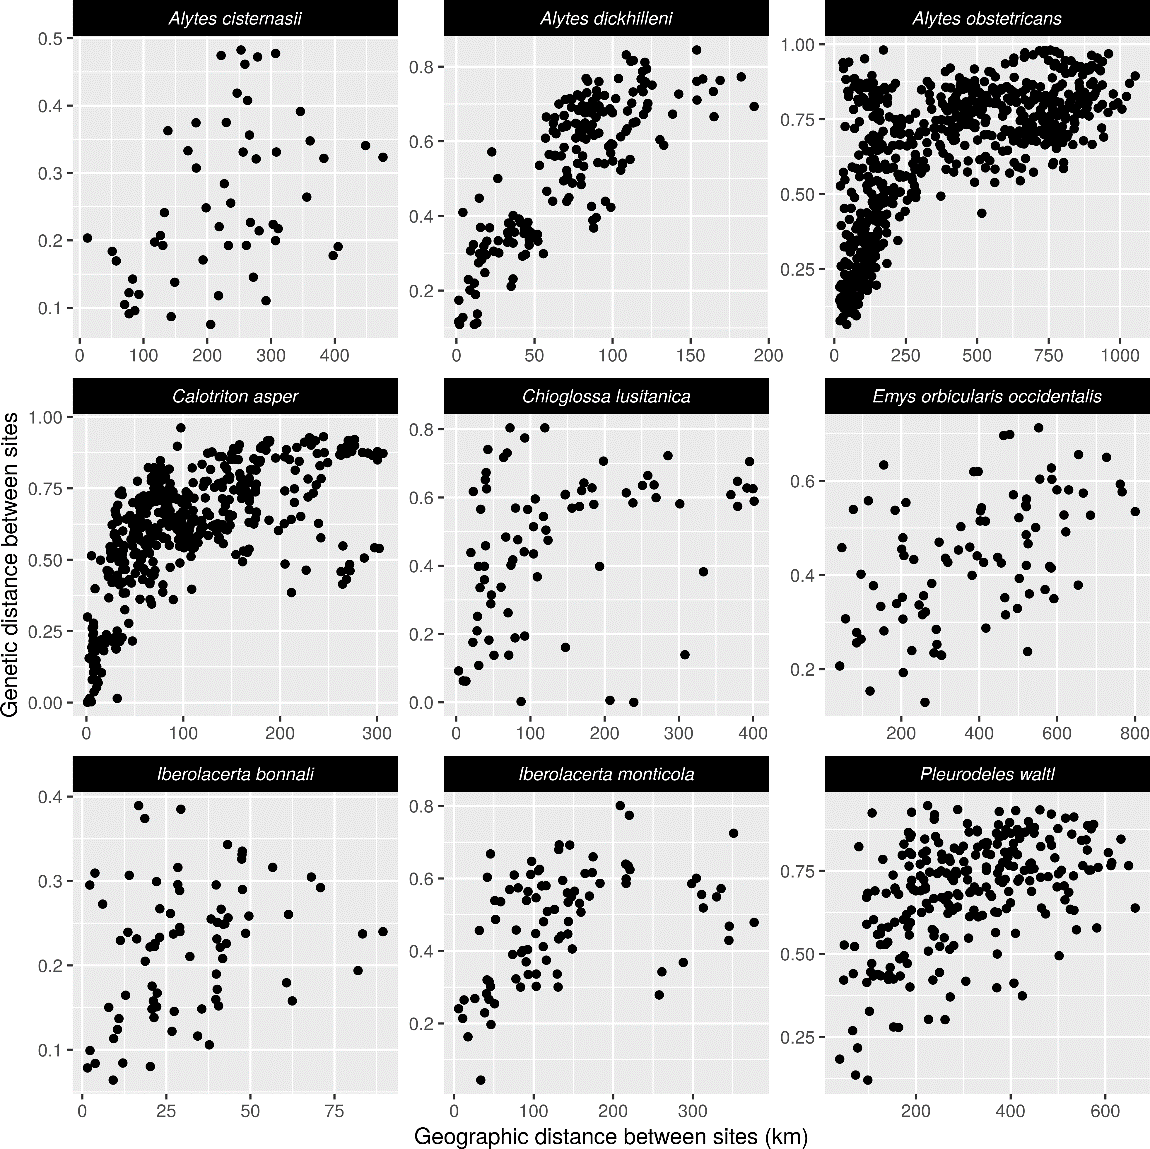 Alytes cisternasii Alytes dickhilleni Alytes obstetricans
0.5
0.4
0.3
0.2
0.1
0 100 200 300 400
0.8
0.6
0.4
0.2
0 50 100 150 200
1.00
0.75
0.50
0.25
0 250 500 750 1000
Genetic distance between sites
Calotriton asper Chioglossa lusitanica Emys orbicularis occidentalis
1.00
0.75
0.50
0.25
0.00
0 100 200 300
0.8
0.6
0.4
0.2
0.0
0 100 200 300 400
0.6
0.4
0.2
200 400 600 800
Iberolacerta bonnali Iberolacerta monticola Pleurodeles waltl
0.4
0.3
0.2
0.1
0 25 50 75
0.8
0.6
0.4
0.2
0 100 200 300
0.75
0.50
0.25
200 400 600
Geographic distance between sites (km)